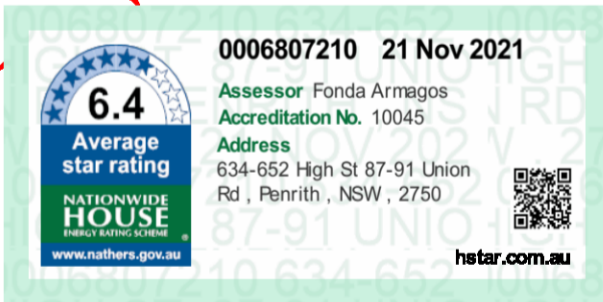 6.4
Average
star rating
NATIONWIDE
HOUSE
ENERGY RATING SCHEME ®
www.nathers.gov.au
0006807210 21 Nov 2021
Assessor Fonda Armagos
Accreditation No. 10045
Address
634-652 High St 87-91 Union
Rd , Penrith , NSW , 2750
hstar.com.au